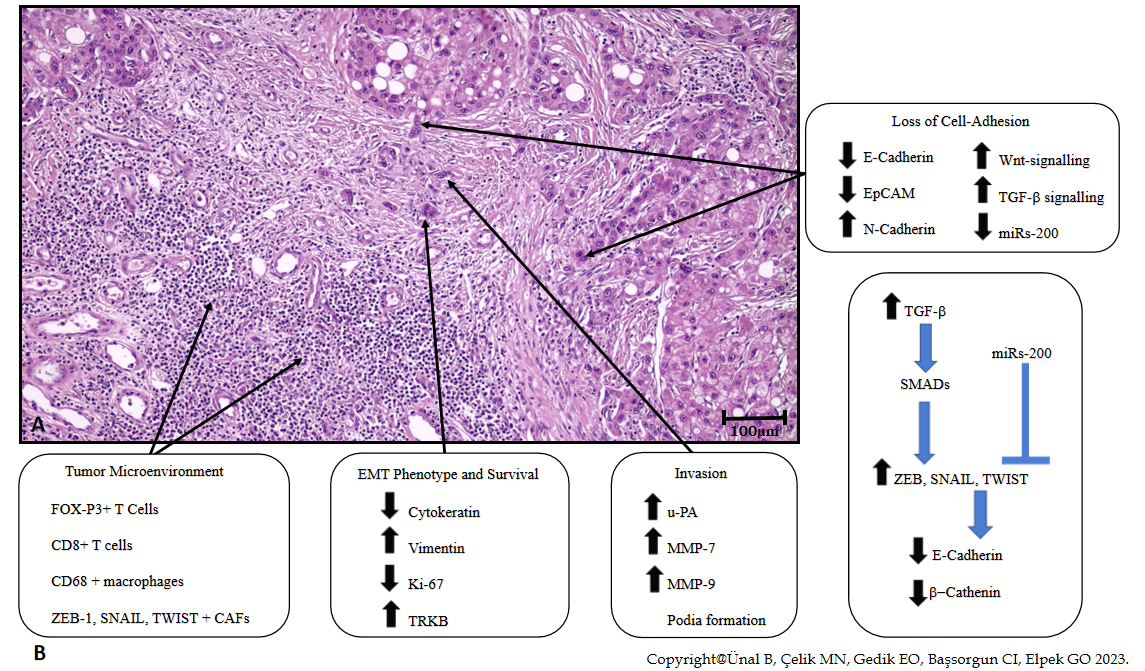 A
100µm
Loss of Cell-Adhesion
E-Cadherin
EpCAM
N-Cadherin
Wnt-signalling
TGF-β signalling
miRs-200
TGF-β
SMADs
miRs-200
ZEB, SNAIL, TWIST
E-Cadherin
β−Cathenin
Tumor Microenvironment
FOX-P3+ T Cells
CD8+ T cells
CD68 + macrophages
ZEB-1, SNAIL, TWIST + CAFs
EMT Phenotype and Survival
Cytokeratin
Vimentin
Ki-67
TRKB
Invasion
u-PA
MMP-7
MMP-9
Podia formation
B
Copyright@Ünal B, Çelik MN, Gedik EO, Başsorgun CI, Elpek GO 2023.